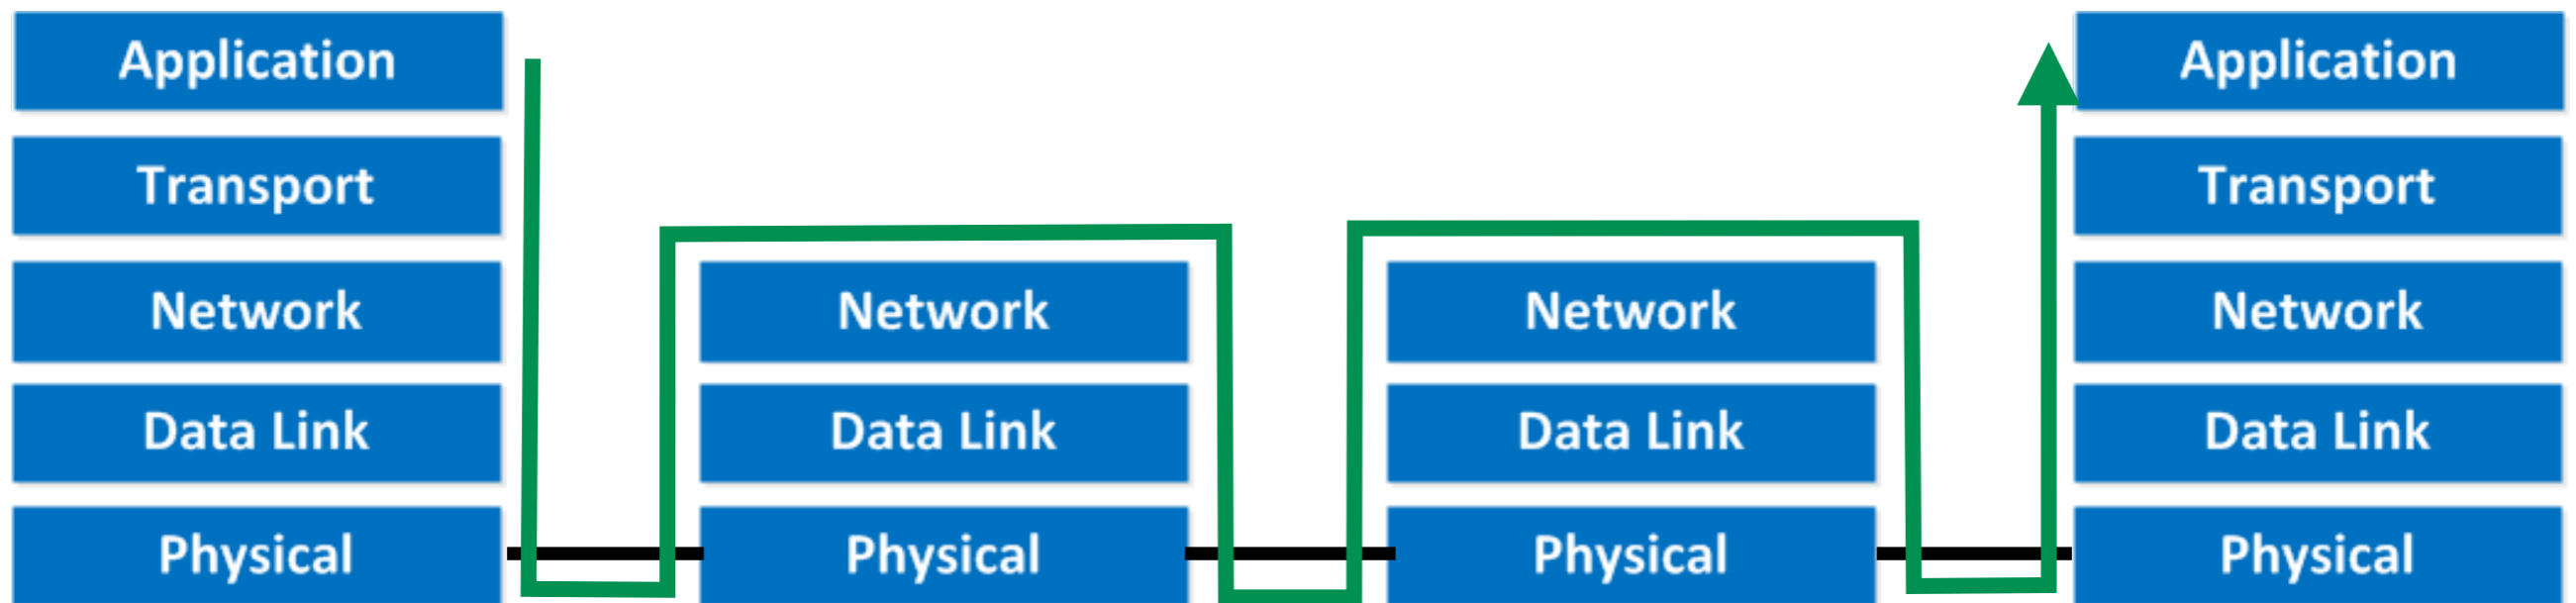 Application
Transport
Network
Data Link
Physical
Network
Data Link
Physical
Network
Data Link
Physical
Application
Transport
Network
Data Link
Physical